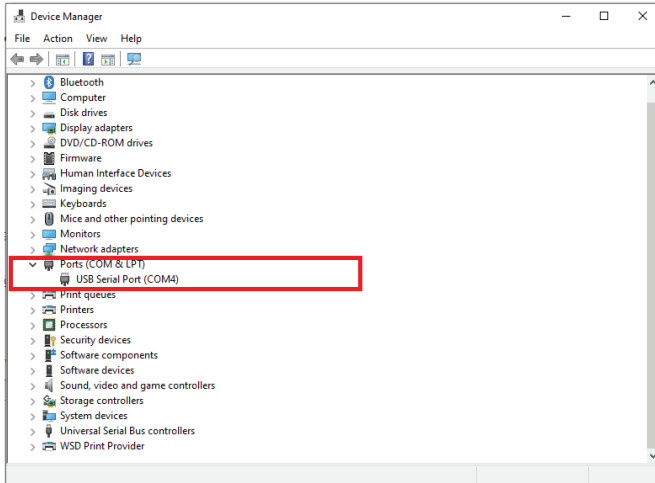 Device Manager
File Action View Help
Bluetooth
Computer
Disk drives
Display adapters
DVD/CD-ROM drives
Firmware
Human Interface Devices
Imaging devices
Keyboards
Mice and other pointing devices
Monitors
Network adapters
Ports (COM & LPT)
USB Serial Port (COM4)
Print queues
Printers
Processors
Security devices
Software components
Software devices
Sound, video and game controllers
Storage controllers
System devices
Universal Serial Bus controllers
WSD Print Provider